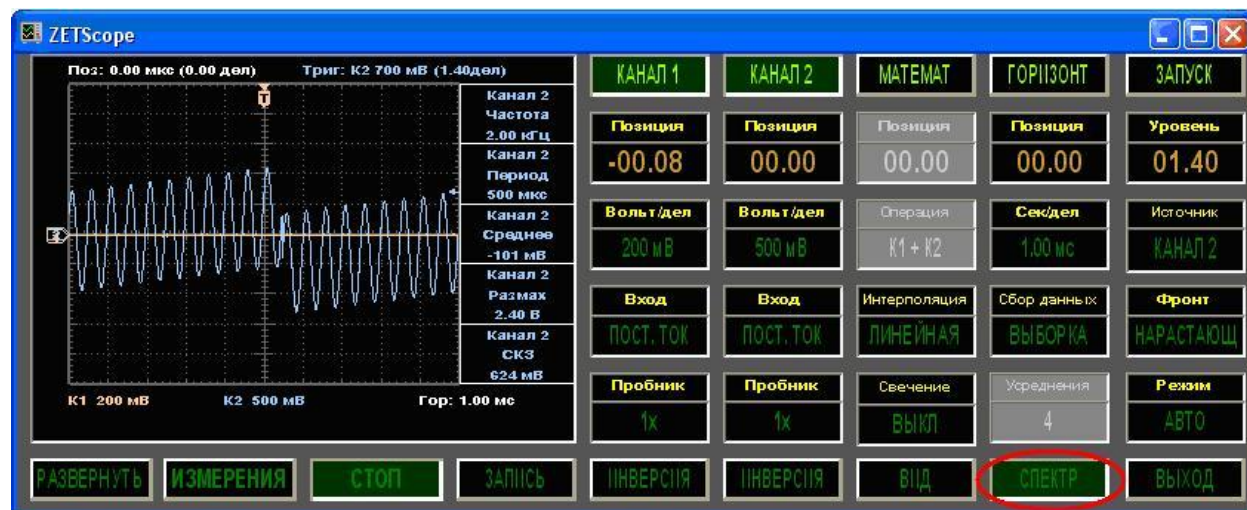 ZETScope
Поз: 0.00 мкс (0.00 дел) Триг: К2 700 мВ (1.40дел)
T
Канал 2
Частота
2.00 кГц
Канал 2
Период
500 мкс
Канал 2
Среднее
-101 мВ
Канал 2
Размах
2.40 В
Канал 2
СКЗ
624 мВ
2
К1 200 мВ К2 500 мВ Гор: 1.00 мс
КАНАЛ 1 КАНАЛ 2 МАТЕМАТ ГОРИЗОНТ ЗАПУСК
Позиция Позиция Позиция Позиция Уровень
-00.08 00.00 00.00 00.00 01.40
Вольт/дел Вольт/дел Операция Сек/дел Источник
200 мВ 500 мВ К1 + К2 1.00 мс КАНАЛ 2
Вход Вход Интерполяция Сбор данных Фронт
ПОСТ. ТОК ПОСТ. ТОК ЛИНЕЙНАЯ ВЫБОРКА НАРАСТАЮЩ
Пробник Пробник Свечение Усреднения Режим
1x 1x ВЫКЛ 4 АВТО
РАЗВЕРНУТЬ ИЗМЕРЕНИЯ СТОП ЗАПИСЬ ИНВЕРСИЯ ИНВЕРСИЯ ВИД СПЕКТР ВЫХОД